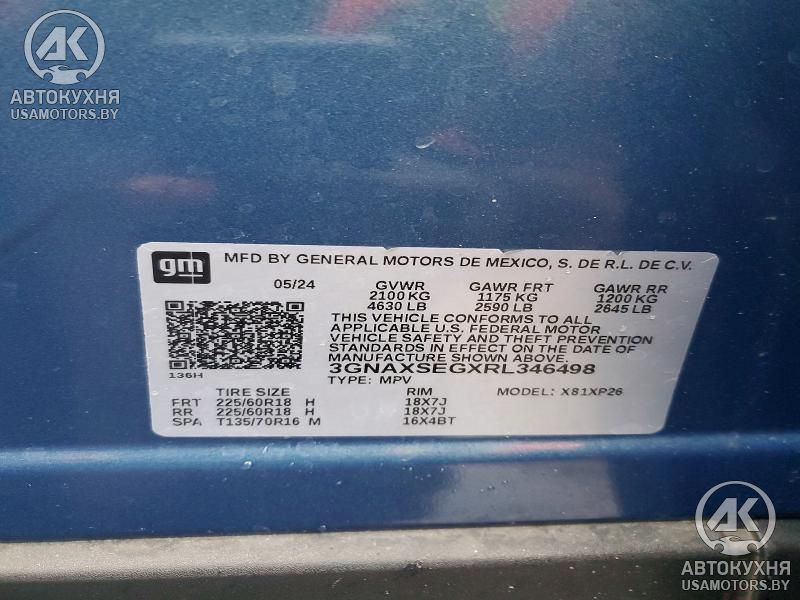 AK
АВТОКУХНЯ
USAMOTORS.BY
gm
MFD BY GENERAL MOTORS DE MEXICO, S. DE R.L. DE C.V.
05/24 GVWR GAWR FRT GAWR RR
2100 KG 1175 KG 1200 KG
4630 LB 2590 LB 2645 LB
THIS VEHICLE CONFORMS TO ALL
APPLICABLE U.S. FEDERAL MOTOR
VEHICLE SAFETY AND THEFT PREVENTION
STANDARDS IN EFFECT ON THE DATE OF
MANUFACTURE SHOWN ABOVE.
136H
3GNAXSEGXRL346498
TYPE: MPV MODEL: X81XP26
TIRE SIZE RIM
FRT 225/60R18 H 18X7J
RR 225/60R18 H 18X7J
SPA T135/70R16 M 16X4BT
AK
АВТОКУХНЯ
USAMOTORS.BY